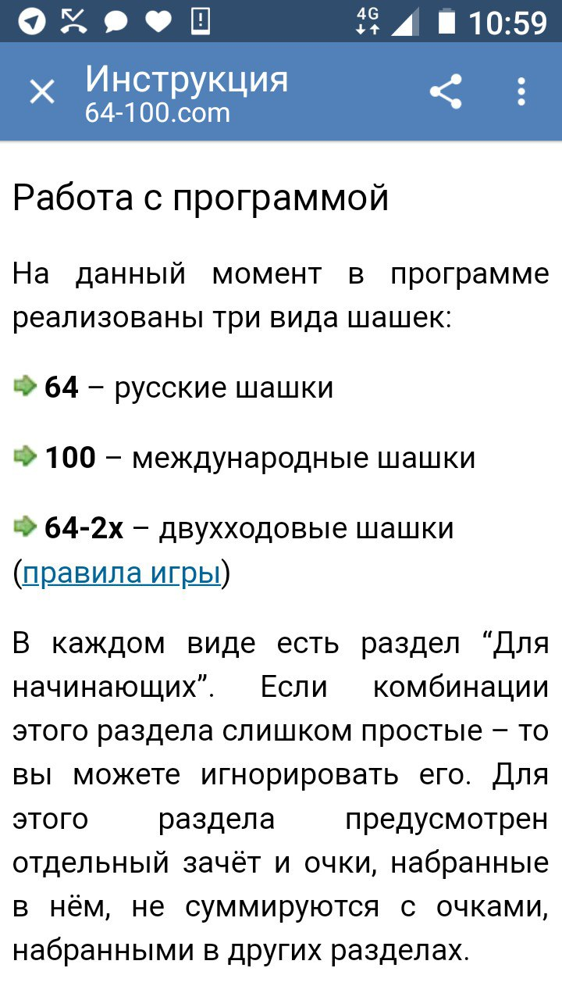 4G 10:59
Инструкция
64-100.com
Работа с программой
На данный момент в программе
реализованы три вида шашек:
64 – русские шашки
100 – международные шашки
64-2х – двухходовые шашки
(правила игры)
В каждом виде есть раздел “Для
начинающих”. Если комбинации
этого раздела слишком простые – то
вы можете игнорировать его. Для
этого раздела предусмотрен
отдельный зачёт и очки, набранные
в нём, не суммируются с очками,
набранными в других разделах.